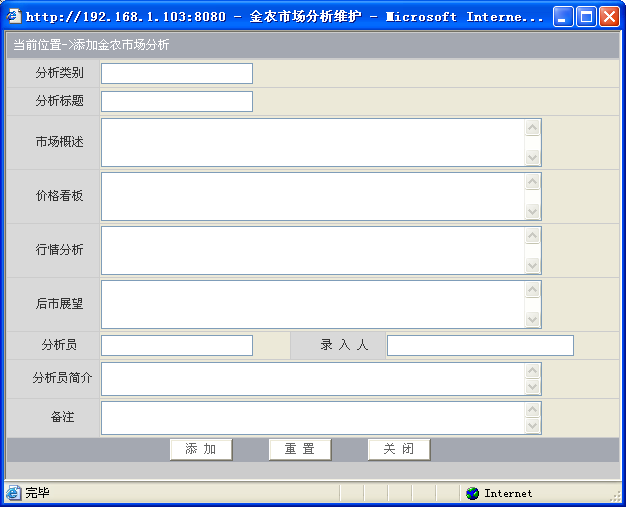 http://192.168.1.103:8080 - 金农市场分析维护 - Microsoft Interne...
当前位置->添加金农市场分析
分析类别
分析标题
市场概述
价格看板
行情分析
后市展望
分析员 录 入 人
分析员简介
备注
添 加 重 置 关 闭
完毕 Internet